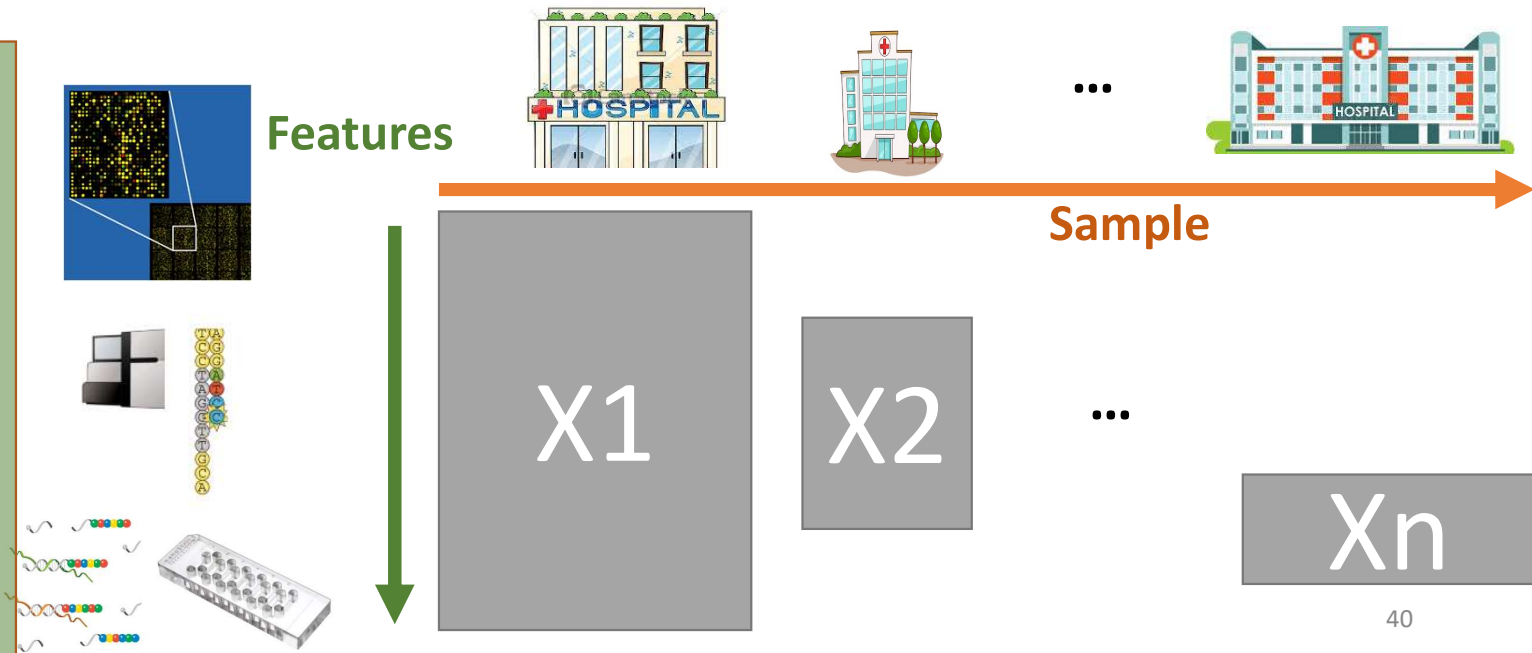 HOSPITAL
...
HOSPITAL
Features
Sample
X1
X2
...
Xn
T A
C G
C G
T A
A T
G C
G C
T
T
G
C
A
40